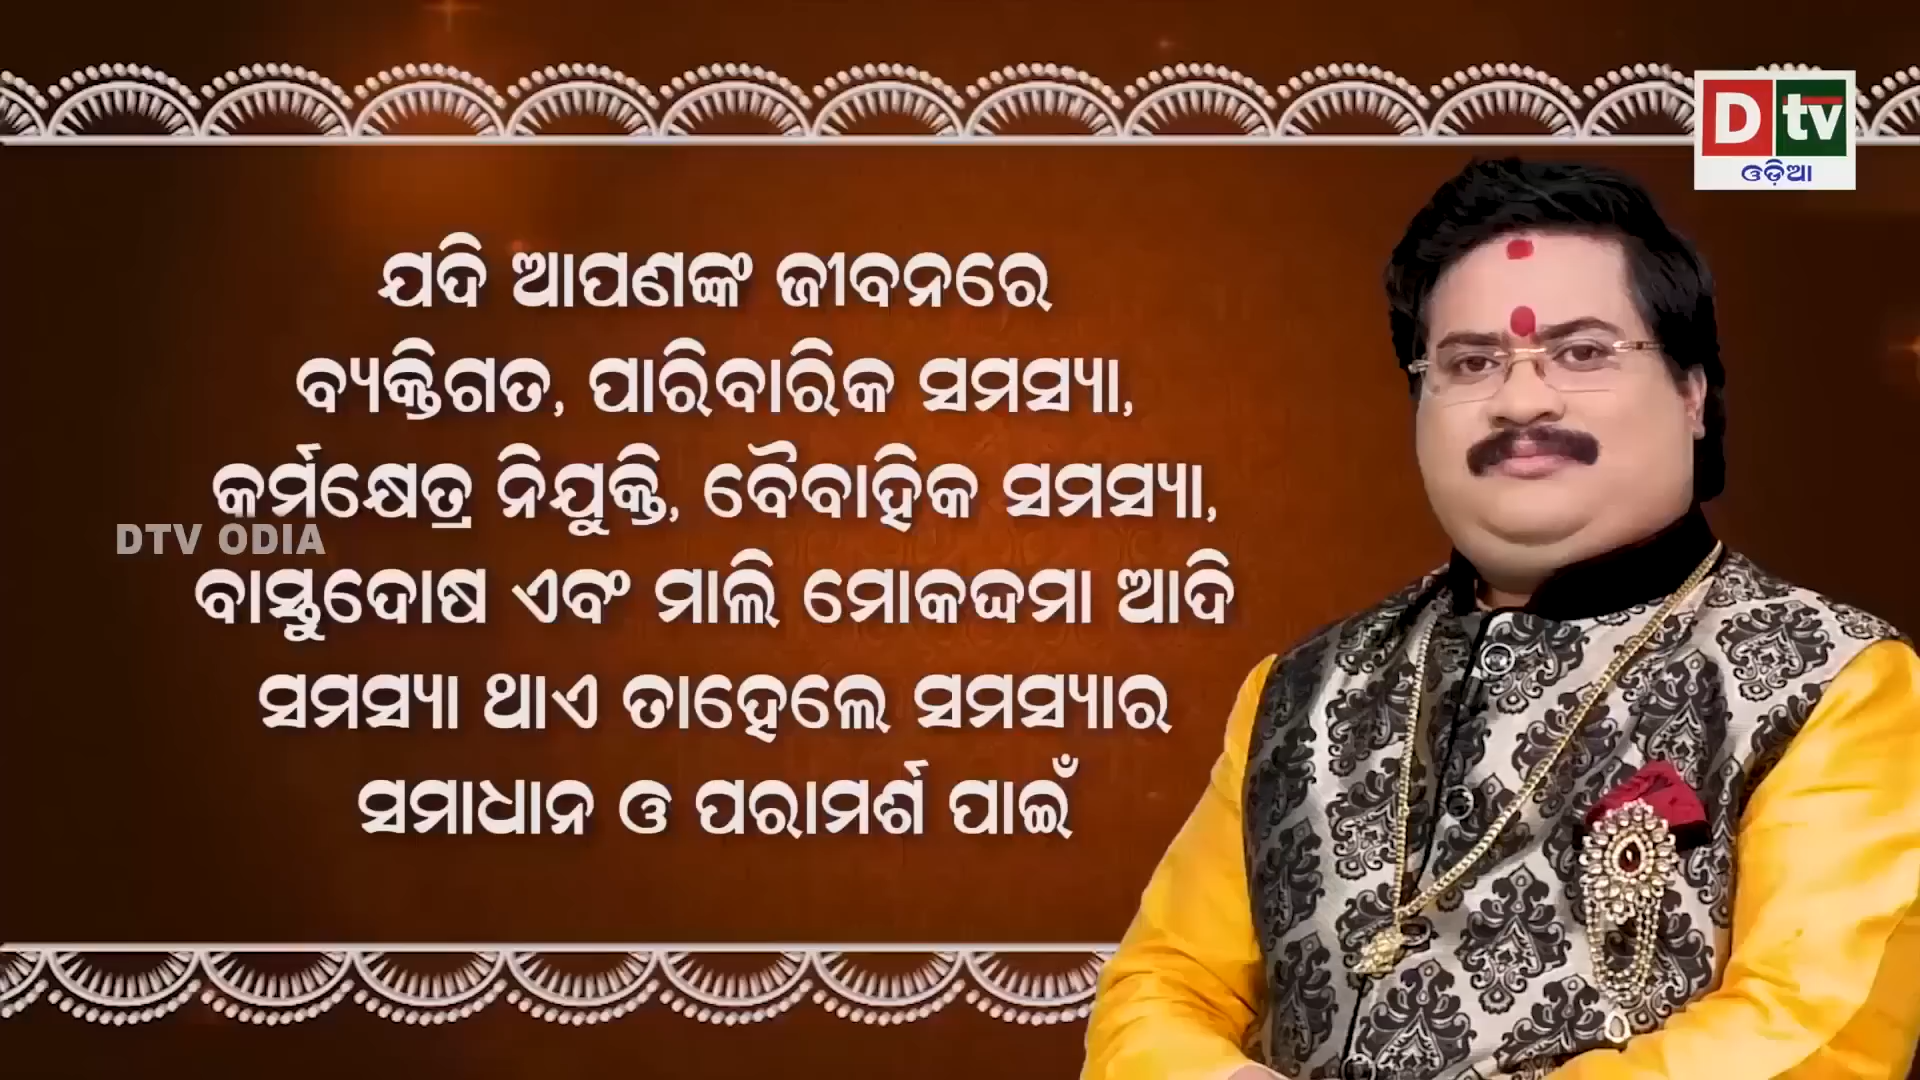 D tv
ଓଡ଼ିଆ
ଯଦି ଆପଣଙ୍କ ଜୀବନରେ
ବ୍ୟକ୍ତିଗତ, ପାରିବାରିକ ସମସ୍ୟା,
କର୍ମକ୍ଷେତ୍ର ନିଯୁକ୍ତି, ବୈବାହିକ ସମସ୍ୟା,
DTV ODIA
ବାସ୍ତୁଦୋଷ ଏବଂ ମାଲି ମୋକଦ୍ଦମା ଆଦି
ସମସ୍ୟା ଥାଏ ତାହେଲେ ସମସ୍ୟାର
ସମାଧାନ ଓ ପରାମର୍ଶ ପାଇଁ